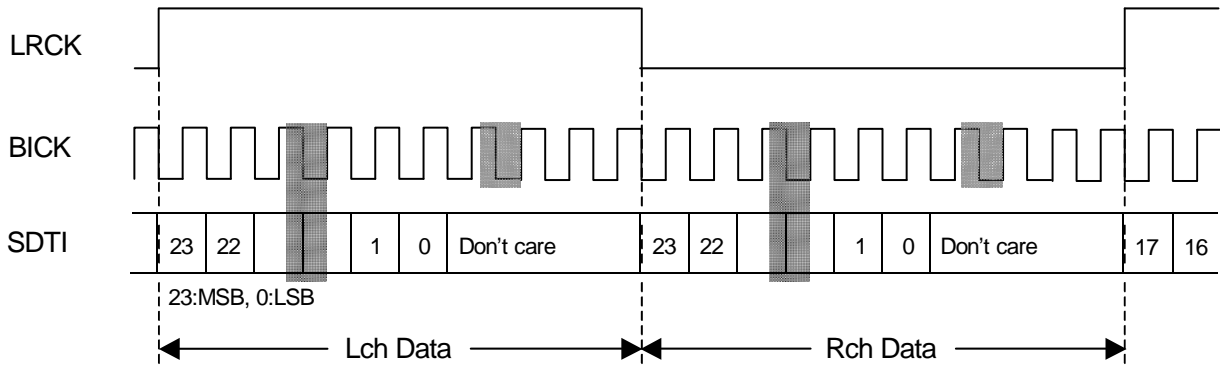 LRCK
BICK
SDTI
23 22 1 0 Don't care 23 22 1 0 Don't care 17 16
23:MSB, 0:LSB
Lch Data Rch Data